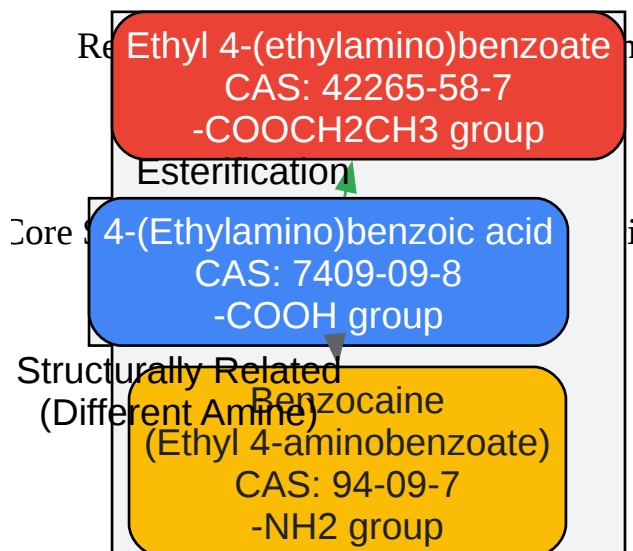 Ethyl 4-(ethylamino)benzoate
CAS: 42265-58-7
-COOCH2CH3 group
Esterification
Core
4-(Ethylamino)benzoic acid
CAS: 7409-09-8
-COOH group
Structurally Related
(Different Amine)
Benzocaine
(Ethyl 4-aminobenzoate)
CAS: 94-09-7
-NH2 group